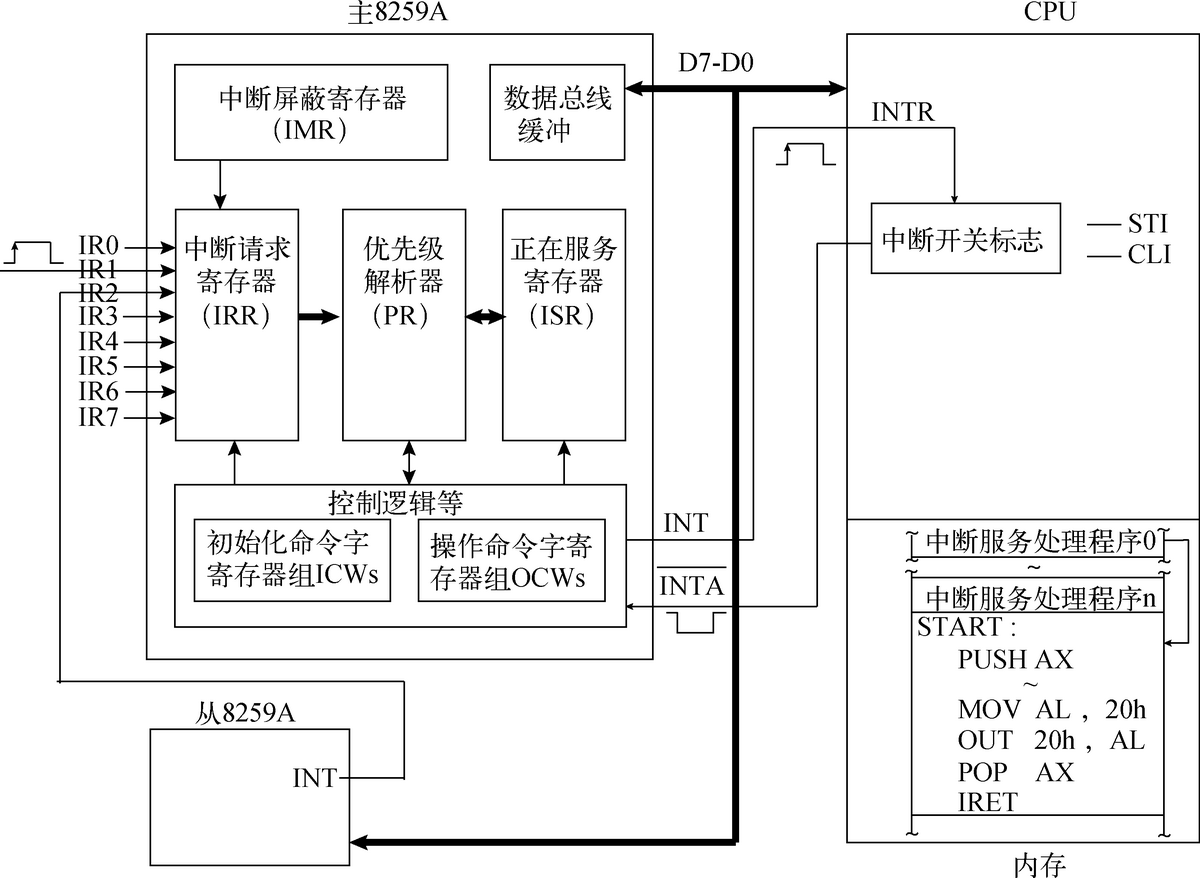 主8259A
CPU
中断屏蔽寄存器
（IMR）
数据总线
缓冲
D7-D0
INTR
IR0
IR1
IR2
IR3
IR4
IR5
IR6
IR7
中断请求
寄存器
（IRR）
优先级
解析器
（PR）
正在服务
寄存器
（ISR）
中断开关标志
STI
CLI
控制逻辑等
初始化命令字
寄存器组ICWs
操作命令字寄
存器组OCWs
INT
INTA
中断服务处理程序0
~
中断服务处理程序n
START：
PUSH AX
~
MOV AL，20h
OUT 20h，AL
POP AX
IRET
从8259A
INT
内存